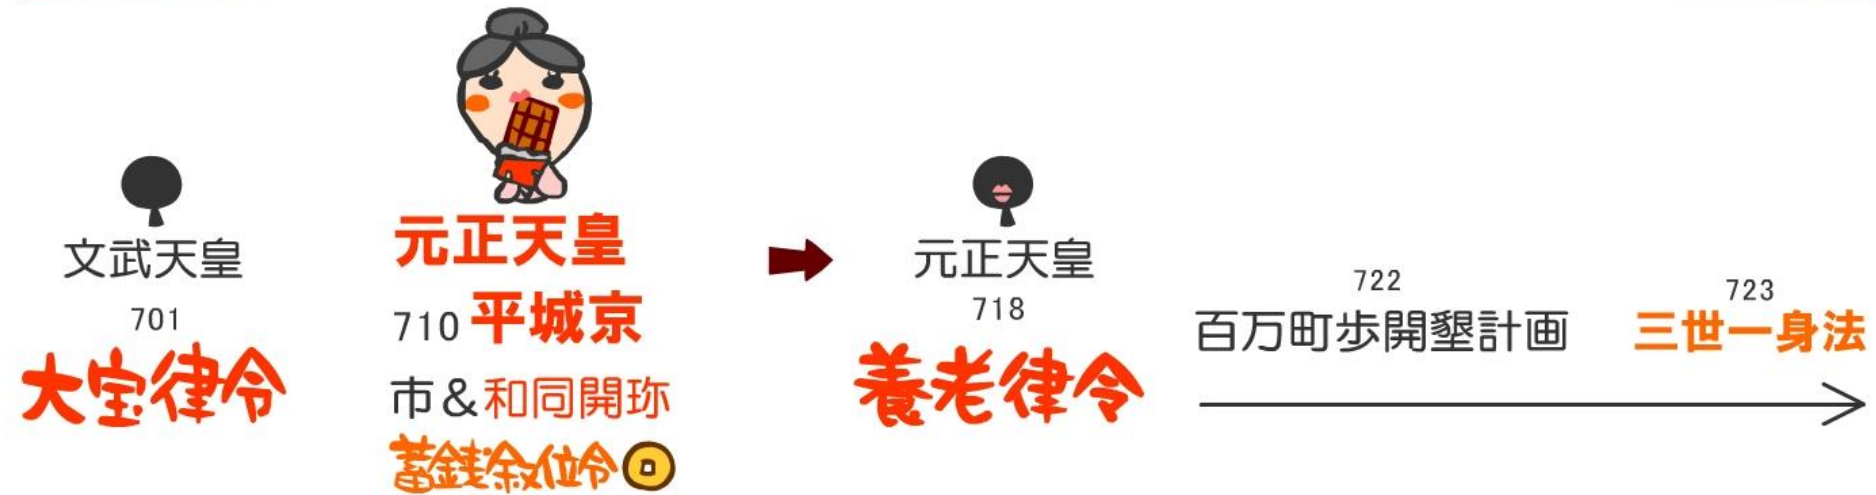 文武天皇
701
大宝律令
元正天皇
710 平城京
市&和同開珎
蓄銭叙位令
元正天皇
718
養老律令
722
百万町歩開墾計画
723
三世一身法